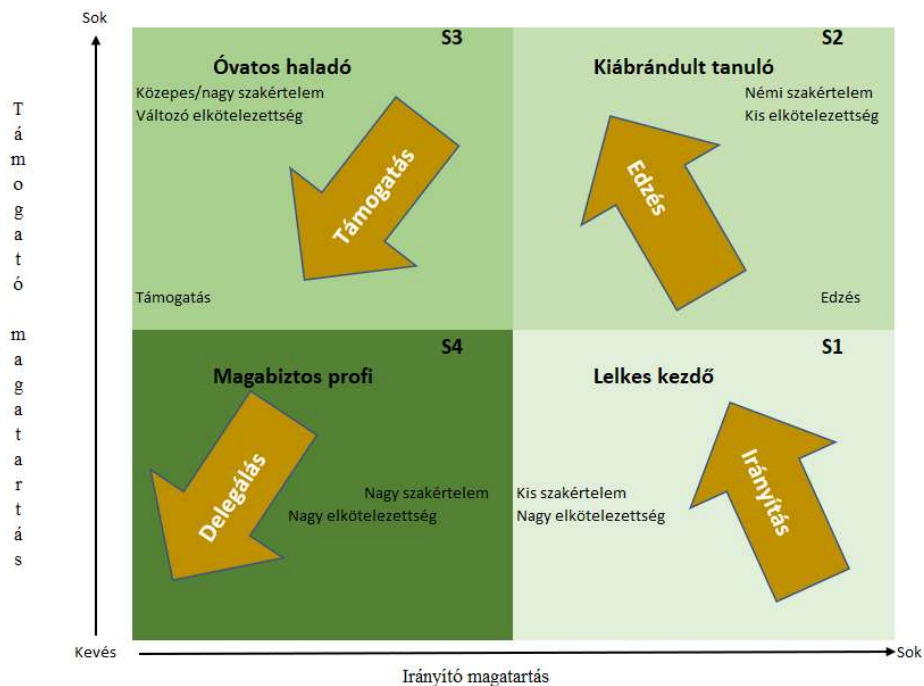 Sok
Támogató magatartás
S3
Óvatos haladó
Közepes/nagy szakértelem
Változó elkötelezettség
Támogatás
Támogatás
S2
Kiábrándult tanuló
Némi szakértelem
Kis elkötelezettség
Edzés
Edzés
S4
Magabiztos profi
Delegálás
Nagy szakértelem
Nagy elkötelezettség
S1
Lelkes kezdő
Kis szakértelem
Nagy elkötelezettség
Irányítás
Kevés
Sok
Irányító magatartás